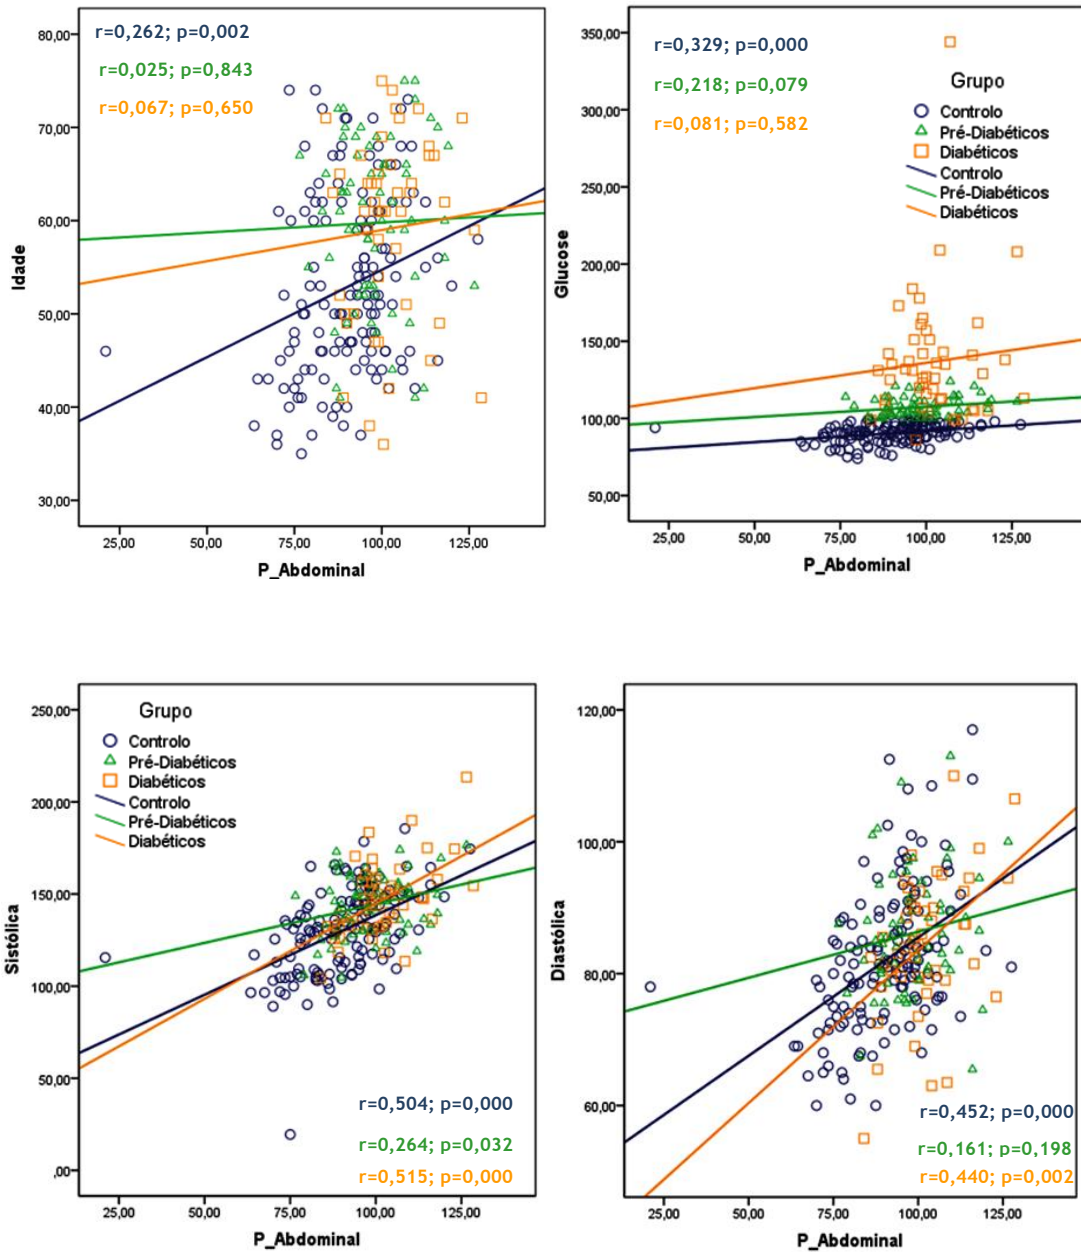 80,00
70,00
60,00
50,00
40,00
30,00
Idade
r=0,262; p=0,002
r=0,025; p=0,843
r=0,067; p=0,650
25,00 50,00 75,00 100,00 125,00
P_Abdominal
350,00
300,00
250,00
200,00
150,00
100,00
50,00
Glucose
r=0,329; p=0,000
r=0,218; p=0,079
r=0,081; p=0,582
Grupo
Controlo
Pré-Diabéticos
Diabéticos
Controlo
Pré-Diabéticos
Diabéticos
25,00 50,00 75,00 100,00 125,00
P_Abdominal
250,00
200,00
150,00
100,00
50,00
,00
Sistólica
Grupo
Controlo
Pré-Diabéticos
Diabéticos
Controlo
Pré-Diabéticos
Diabéticos
r=0,504; p=0,000
r=0,264; p=0,032
r=0,515; p=0,000
25,00 50,00 75,00 100,00 125,00
P_Abdominal
120,00
100,00
80,00
60,00
Diastólica
r=0,452; p=0,000
r=0,161; p=0,198
r=0,440; p=0,002
25,00 50,00 75,00 100,00 125,00
P_Abdominal